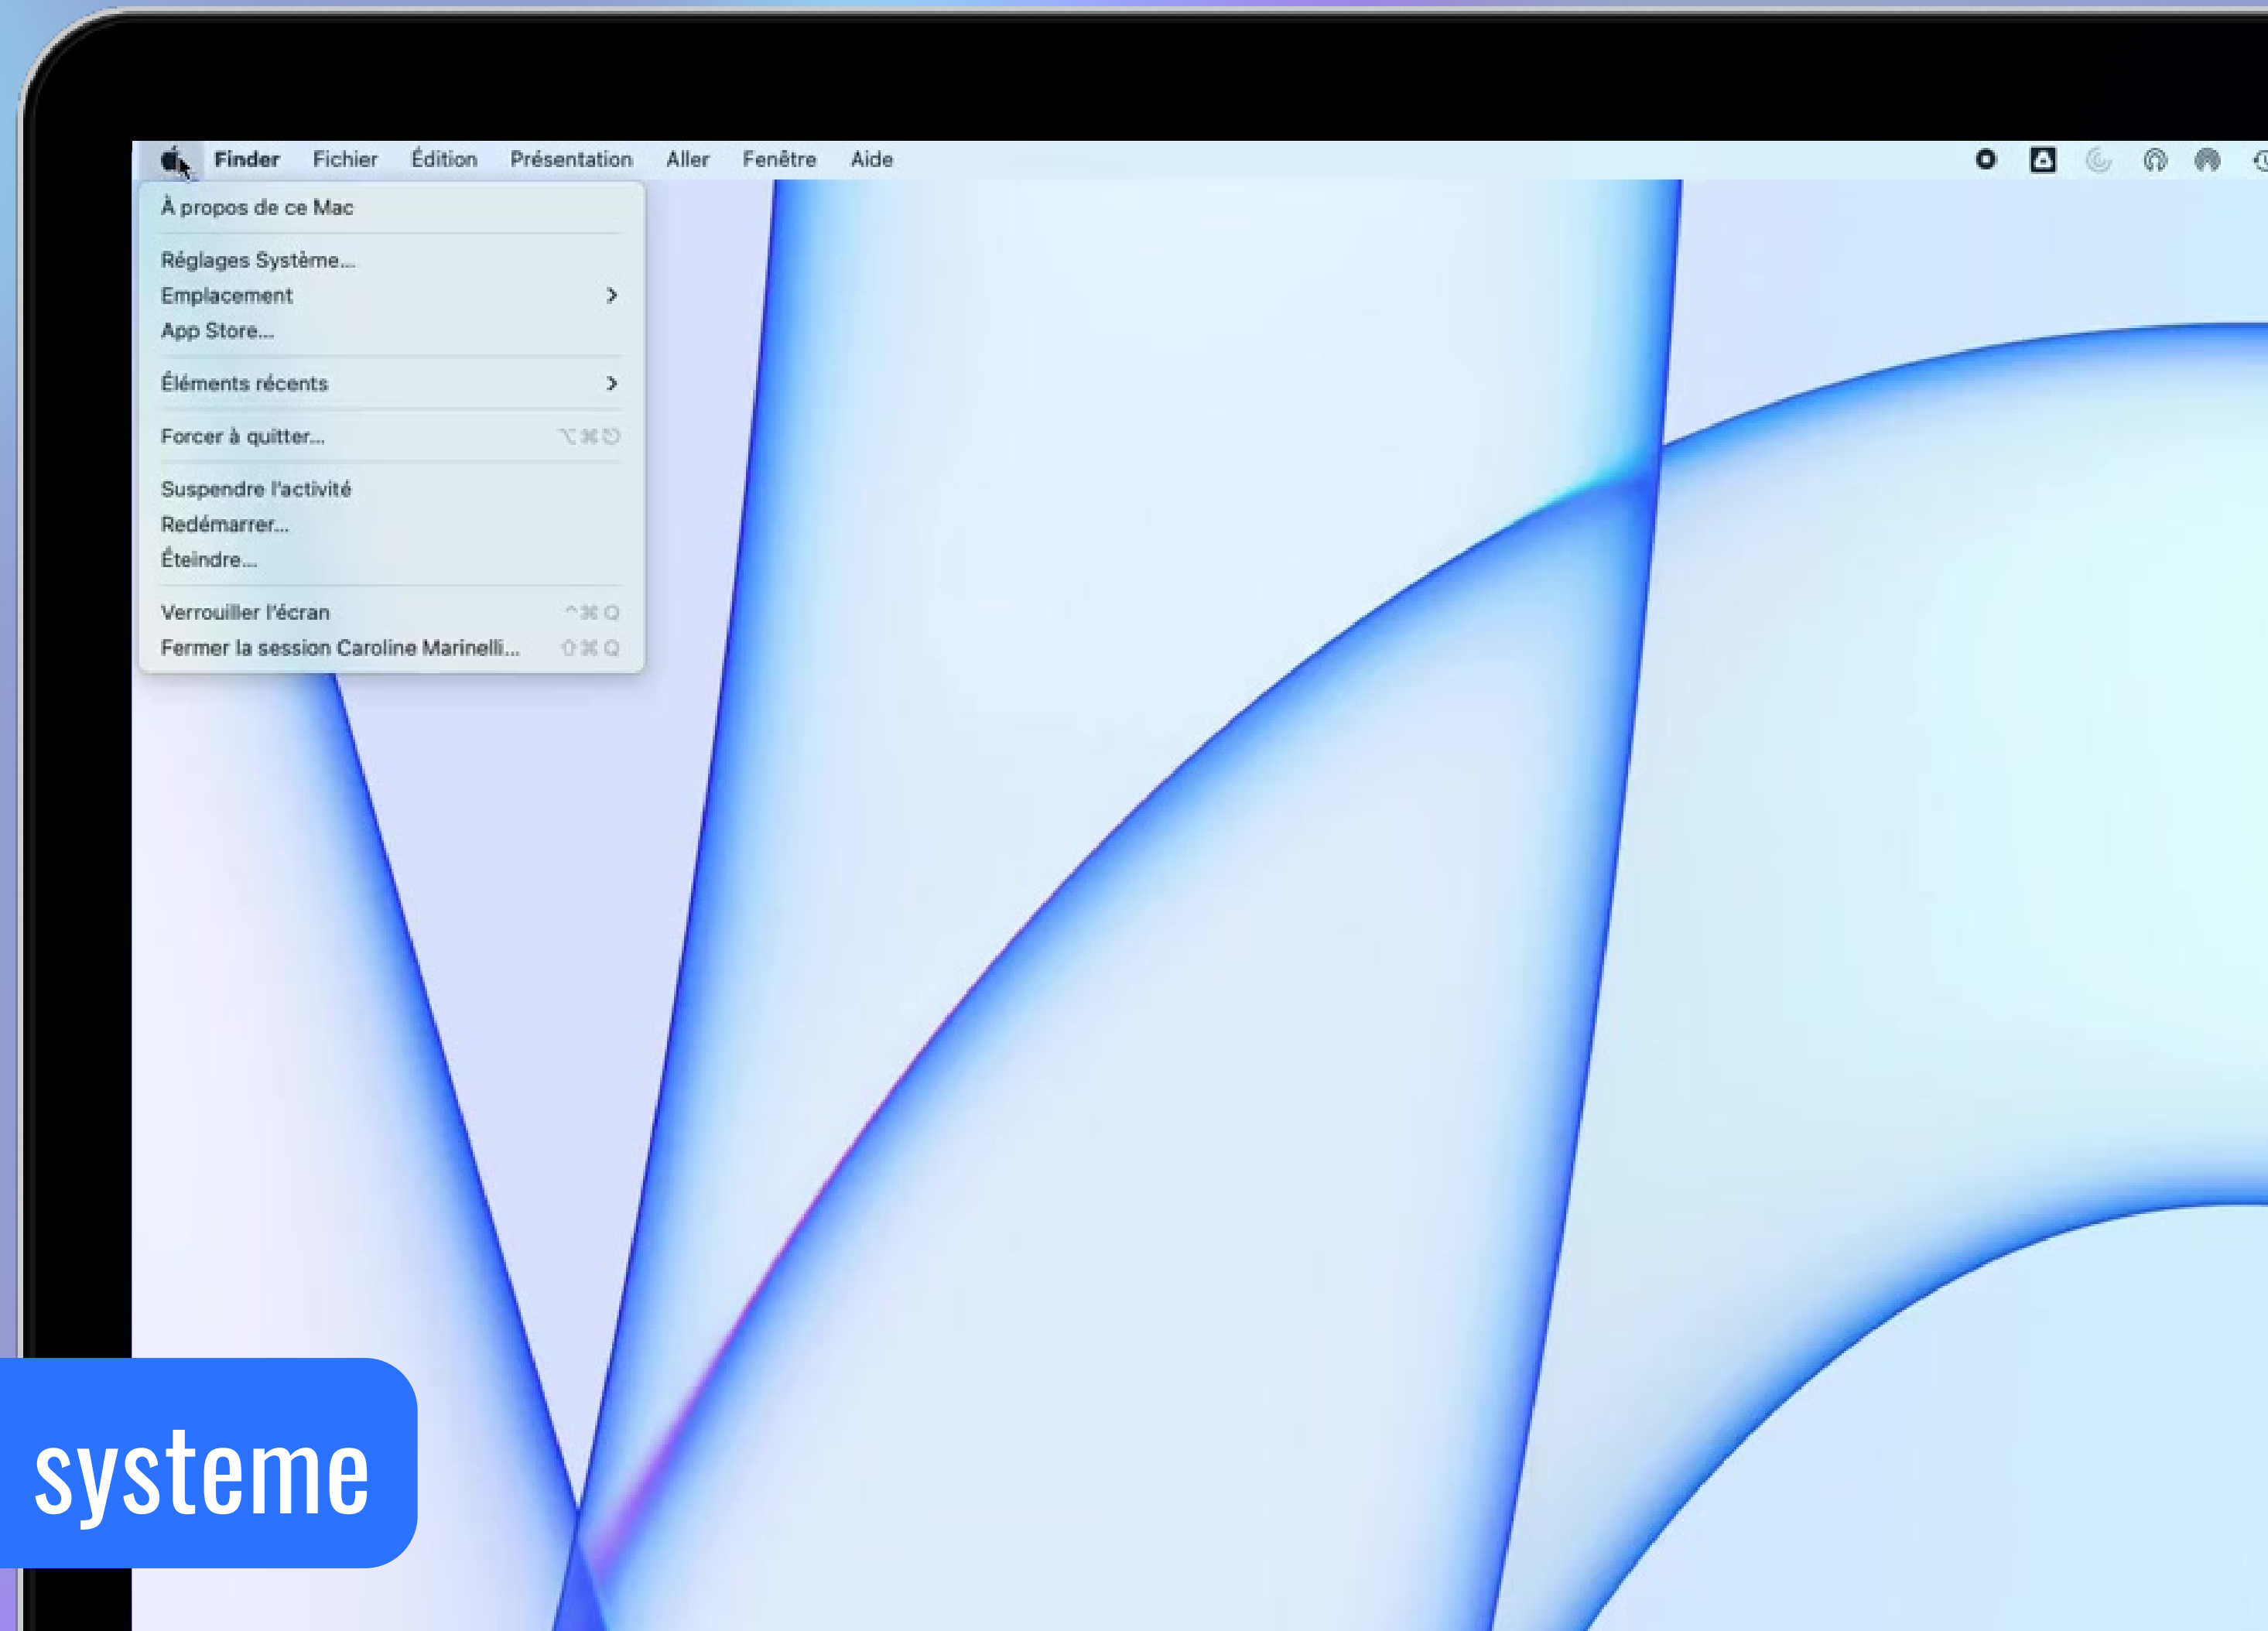 Finder Fichier Édition Présentation Aller Fenêtre Aide
À propos de ce Mac
Réglages Système...
Emplacement
App Store...
Éléments récents
Forcer à quitter... ⌥⌘⎋
Suspendre l'activité
Redémarrer...
Éteindre...
Verrouiller l'écran ^⌘Q
Fermer la session Caroline Marinelli... ⇧⌘Q
systeme